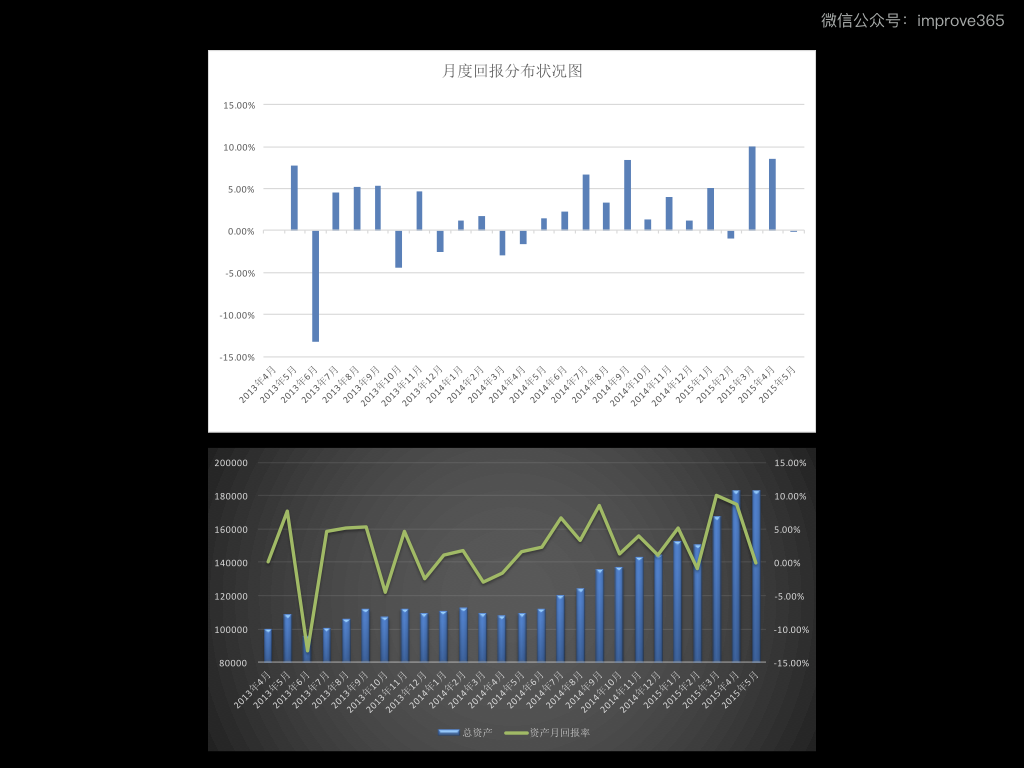 微信公众号：improve365
月度回报分布状况图
15.00%
10.00%
5.00%
0.00%
-5.00%
-10.00%
-15.00%
2013年4月
2013年5月
2013年6月
2013年7月
2013年8月
2013年9月
2013年10月
2013年11月
2013年12月
2014年1月
2014年2月
2014年3月
2014年4月
2014年5月
2014年6月
2014年7月
2014年8月
2014年9月
2014年10月
2014年11月
2014年12月
2015年1月
2015年2月
2015年3月
2015年4月
2015年5月
200000
180000
160000
140000
120000
100000
80000
15.00%
10.00%
5.00%
0.00%
-5.00%
-10.00%
-15.00%
2013年4月
2013年5月
2013年6月
2013年7月
2013年8月
2013年9月
2013年10月
2013年11月
2013年12月
2014年1月
2014年2月
2014年3月
2014年4月
2014年5月
2014年6月
2014年7月
2014年8月
2014年9月
2014年10月
2014年11月
2014年12月
2015年1月
2015年2月
2015年3月
2015年4月
2015年5月
总资产 资产月回报率